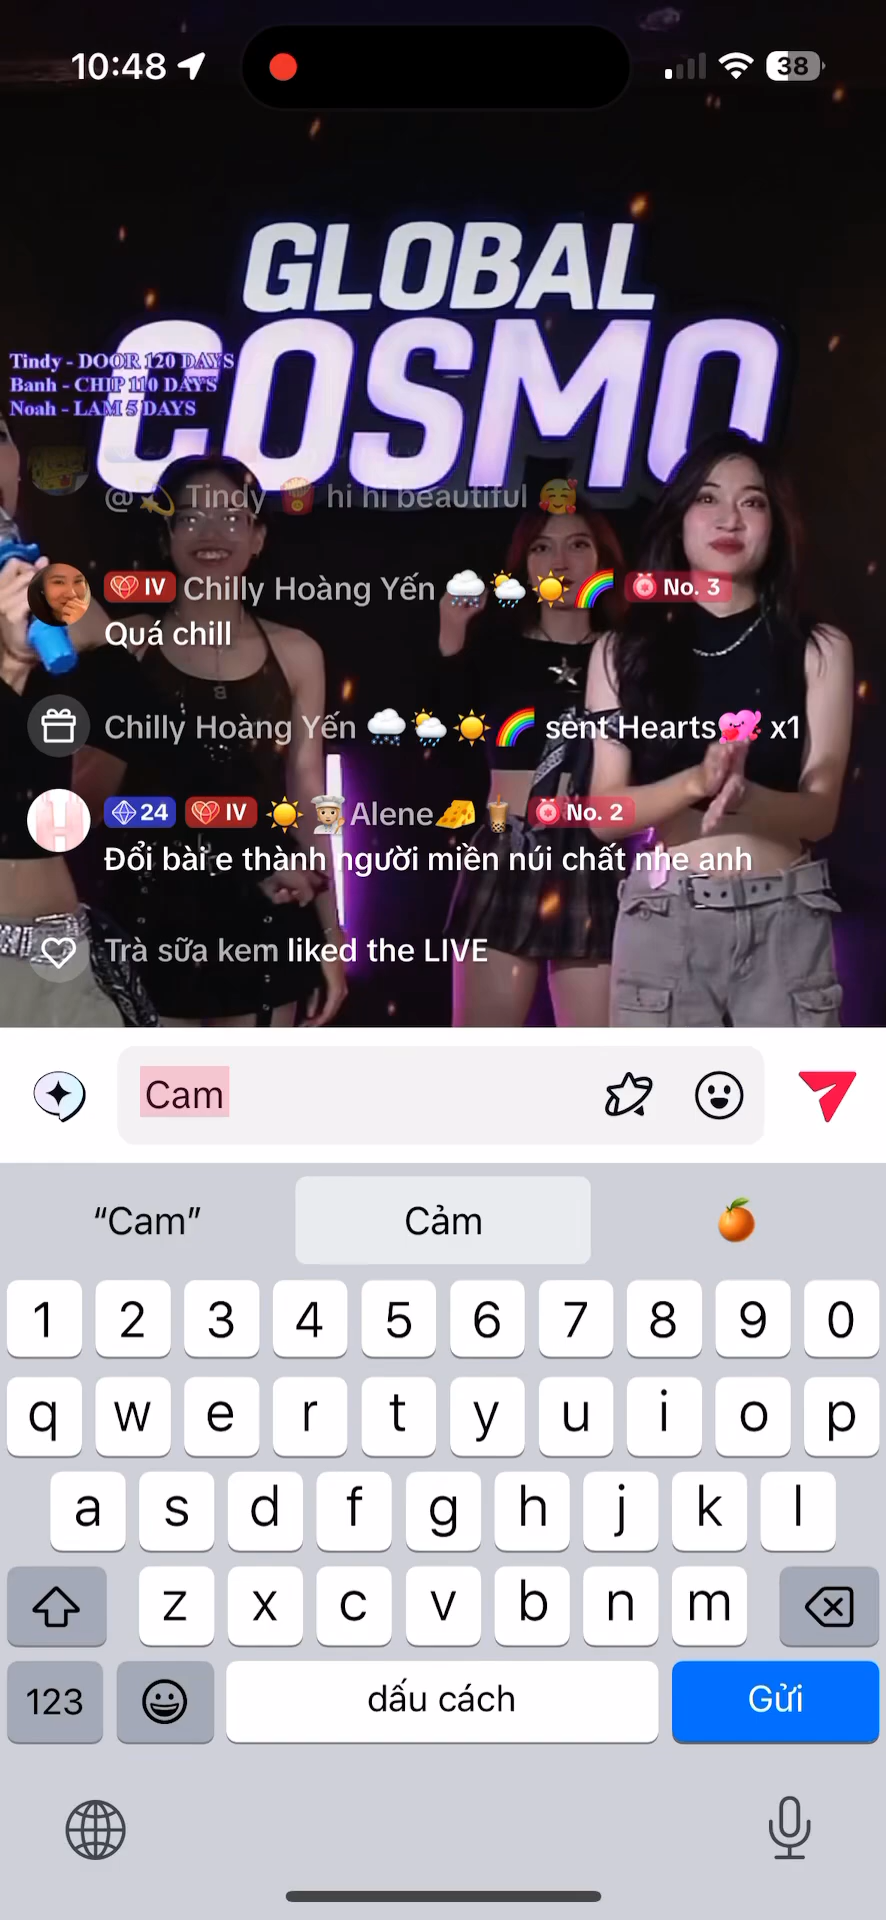 10:48
38
GLOBAL
COSMO
Tindy - DOOR 120 DAYS
Banh - CHIP 110 DAYS
Noah - LAM 5 DAYS
@💫 Tindy 🍟 hi hi beautiful 🥰
IV Chilly Hoàng Yến 🌧️🌦️☀️🌈 No. 3
Quá chill
Chilly Hoàng Yến 🌧️🌦️☀️🌈 sent Hearts x1
24 IV ☀️👨🏼‍🍳Alene🧀🧋 No. 2
Đổi bài e thành người miền núi chất nhe anh
Trà sữa kem liked the LIVE
Cam
“Cam” Cảm 🍊
1 2 3 4 5 6 7 8 9 0
q w e r t y u i o p
a s d f g h j k l
z x c v b n m
123 dấu cách Gửi